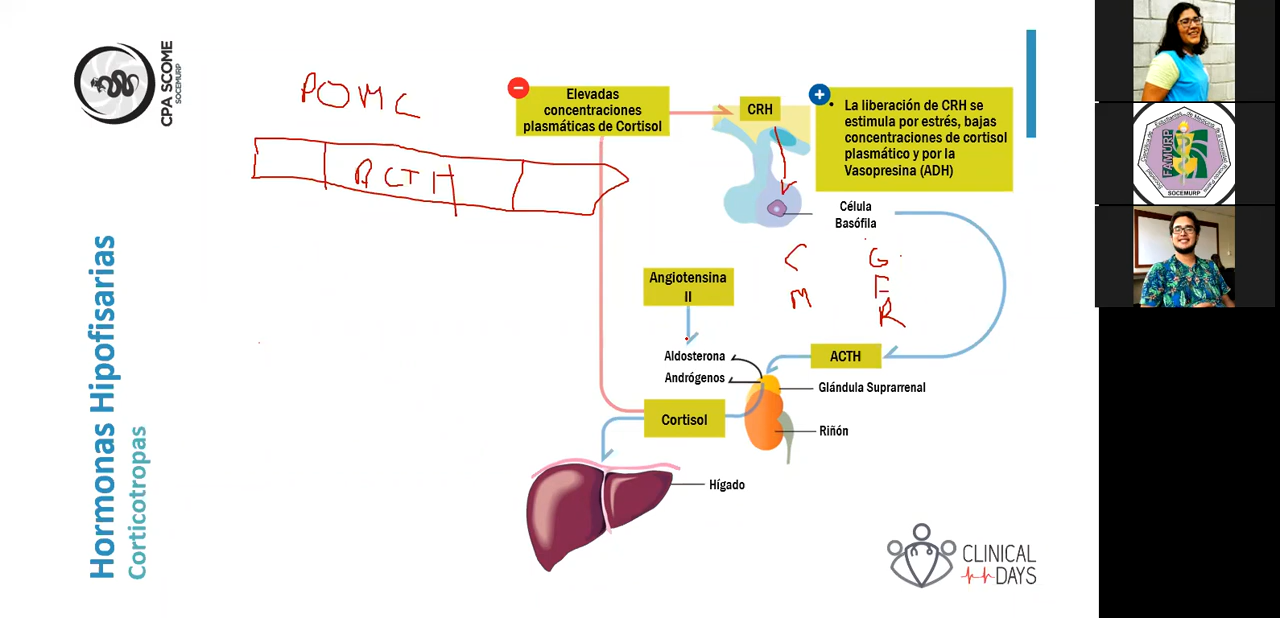 CPA SCOME
SOCEMURP
Hormonas Hipofisarias
Corticotropas
POMC
ACTH
Elevadas
concentraciones
plasmáticas de Cortisol
CRH
• La liberación de CRH se
estimula por estrés, bajas
concentraciones de cortisol
plasmático y por la
Vasopresina (ADH)
Célula
Basófila
C
M
G
F
R
Angiotensina
II
Aldosterona
Andrógenos
ACTH
Glándula Suprarrenal
Cortisol
Riñón
Hígado
CLINICAL
DAYS
FAMURP
SOCEMURP